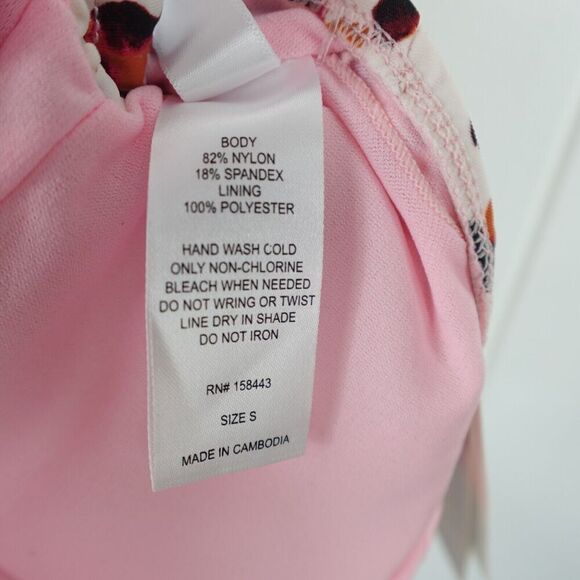 BODY
82% NYLON
18% SPANDEX
LINING
100% POLYESTER
HAND WASH COLD
ONLY NON-CHLORINE
BLEACH WHEN NEEDED
DO NOT WRING OR TWIST
LINE DRY IN SHADE
DO NOT IRON
RN# 158443
SIZE S
MADE IN CAMBODIA